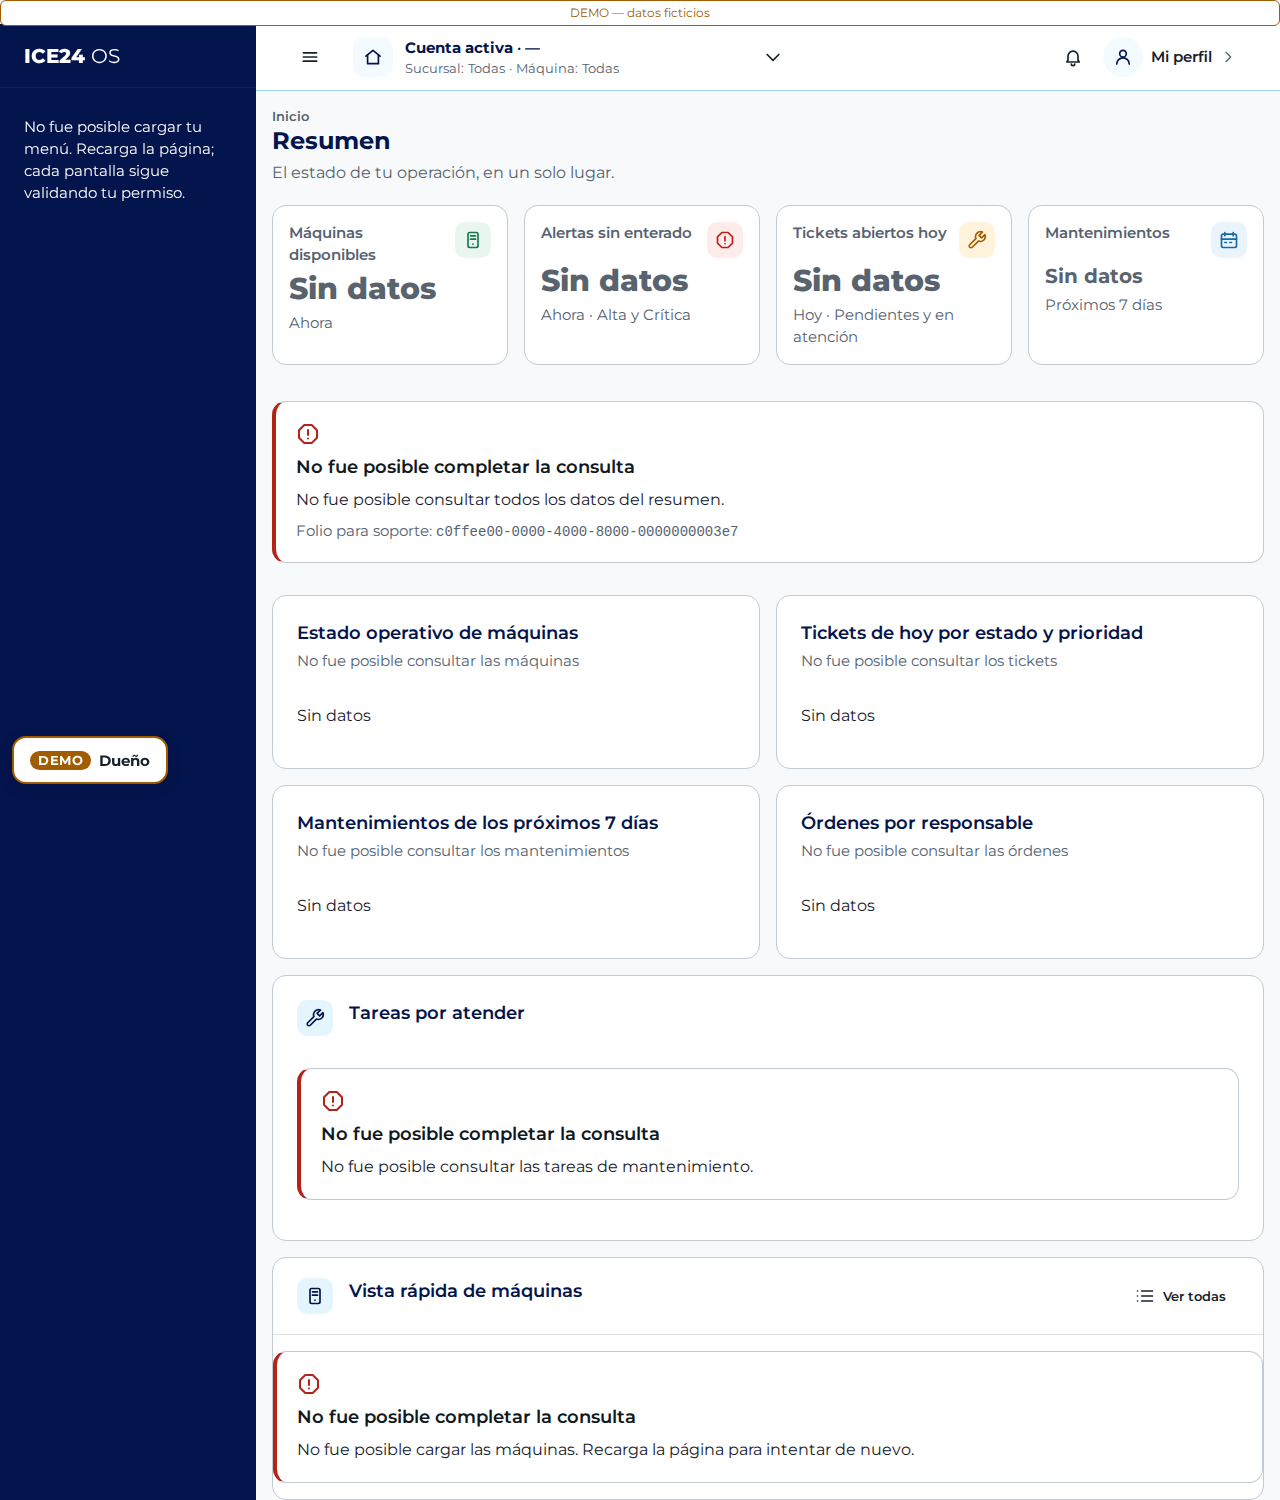 DEMO — datos ficticios
ICE24 OS
Cuenta activa · —
Sucursal: Todas · Máquina: Todas
Mi perfil
No fue posible cargar tu
menú. Recarga la página;
cada pantalla sigue
validando tu permiso.
DEMO Dueño
Inicio
Resumen
El estado de tu operación, en un solo lugar.
Máquinas
disponibles
Sin datos
Ahora
Alertas sin enterado
Sin datos
Ahora · Alta y Crítica
Tickets abiertos hoy
Sin datos
Hoy · Pendientes y en
atención
Mantenimientos
Sin datos
Próximos 7 días
No fue posible completar la consulta
No fue posible consultar todos los datos del resumen.
Folio para soporte: c0ffee00-0000-4000-8000-0000000003e7
Estado operativo de máquinas
No fue posible consultar las máquinas
Sin datos
Tickets de hoy por estado y prioridad
No fue posible consultar los tickets
Sin datos
Mantenimientos de los próximos 7 días
No fue posible consultar los mantenimientos
Sin datos
Órdenes por responsable
No fue posible consultar las órdenes
Sin datos
Tareas por atender
No fue posible completar la consulta
No fue posible consultar las tareas de mantenimiento.
Vista rápida de máquinas
Ver todas
No fue posible completar la consulta
No fue posible cargar las máquinas. Recarga la página para intentar de nuevo.